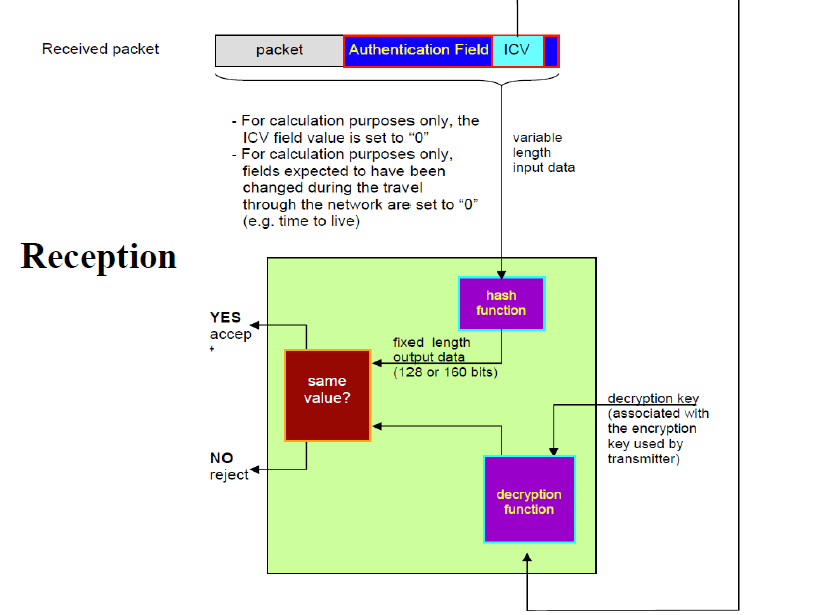 Received packet
packet
Authentication Field
ICV
- For calculation purposes only, the
ICV field value is set to “0”
- For calculation purposes only,
fields expected to have been
changed during the travel
through the network are set to “0”
(e.g. time to live)
variable
length
input data
Reception
hash
function
YES
accep
t
fixed length
output data
(128 or 160 bits)
same
value?
decryption key
(associated with
the encryption
key used by
transmitter)
NO
reject
decryption
function